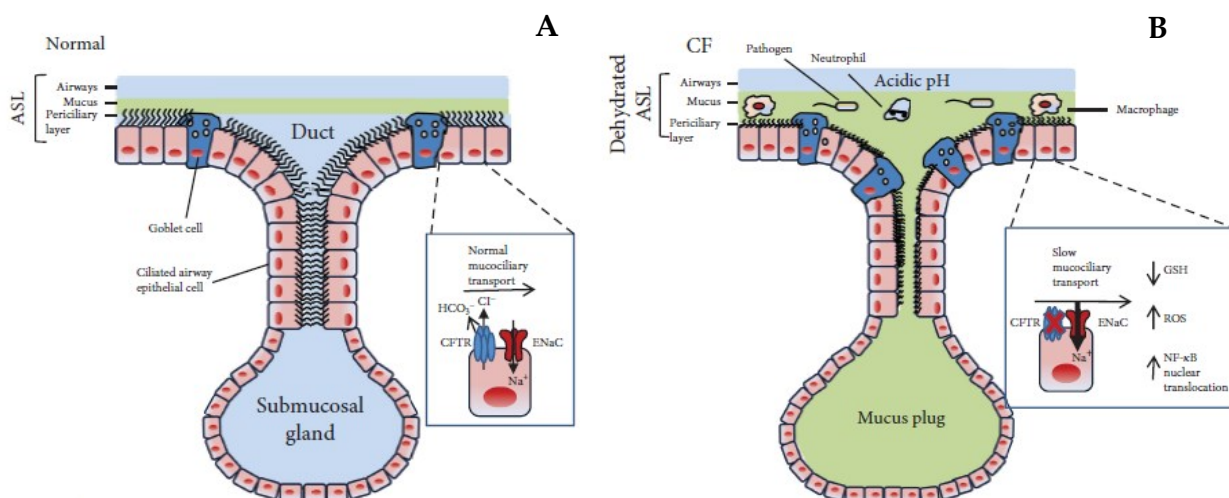 A
Normal
ASL
Airways
Mucus
Periciliary
layer
Duct
Goblet cell
Ciliated airway
epithelial cell
Normal
mucociliary
transport
HCO₃⁻
Cl⁻
CFTR
ENaC
Na⁺
Submucosal
gland
B
CF
Dehydrated
ASL
Airways
Mucus
Periciliary
layer
Pathogen
Neutrophil
Acidic pH
Macrophage
Slow
mucociliary
transport
CFTR
ENaC
Na⁺
GSH
ROS
NF-κB
nuclear
translocation
Mucus plug